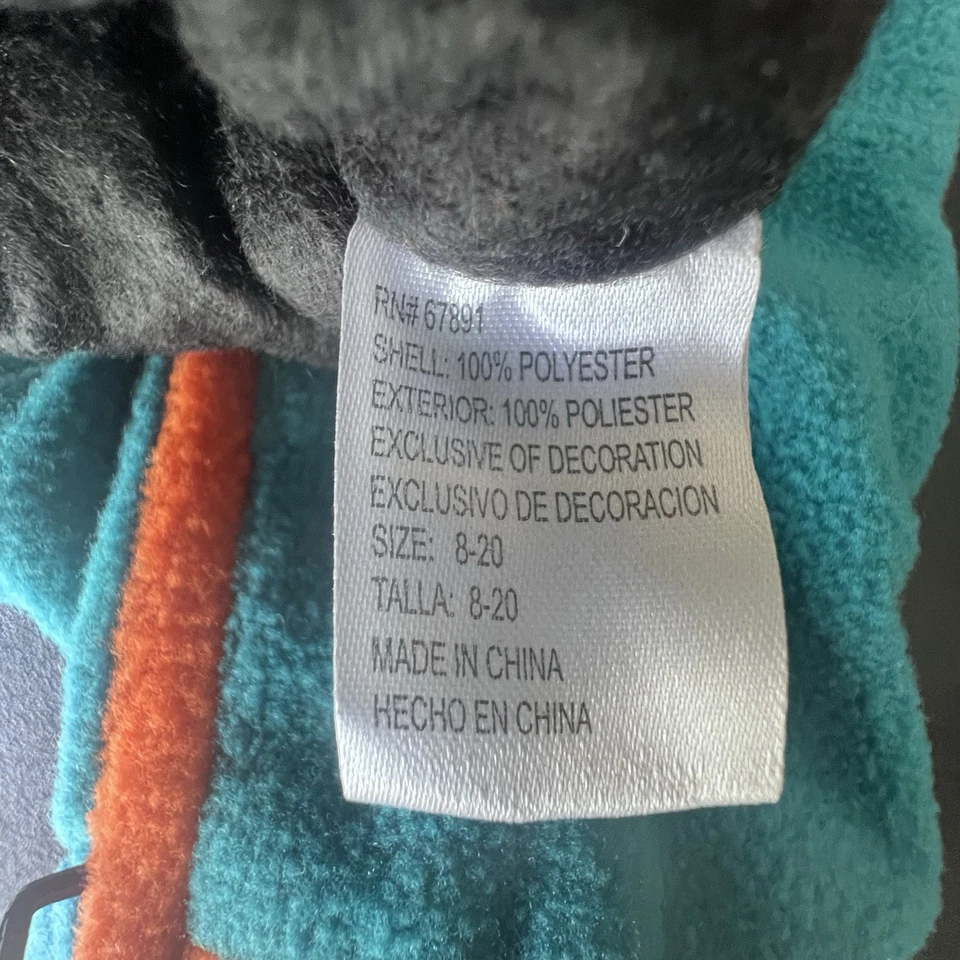 RN# 67891
SHELL: 100% POLYESTER
EXTERIOR: 100% POLIESTER
EXCLUSIVE OF DECORATION
EXCLUSIVO DE DECORACION
SIZE: 8-20
TALLA: 8-20
MADE IN CHINA
HECHO EN CHINA